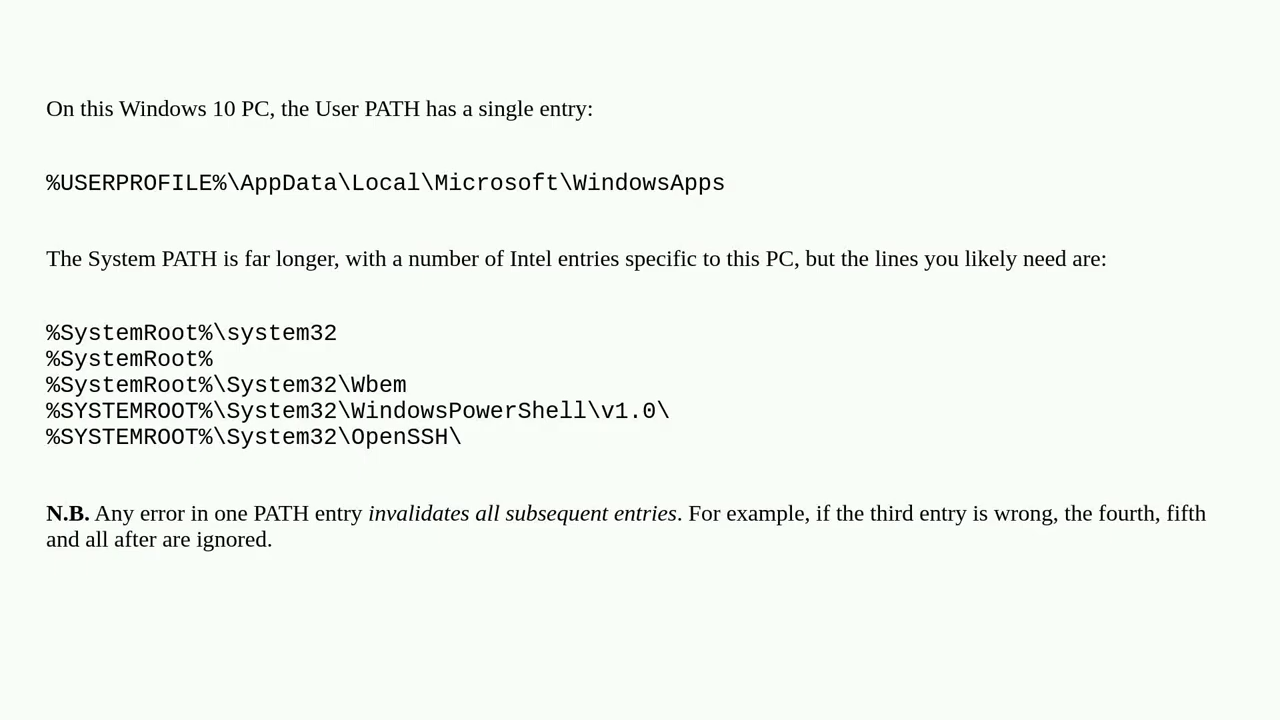 On this Windows 10 PC, the User PATH has a single entry:
%USERPROFILE%\AppData\Local\Microsoft\WindowsApps
The System PATH is far longer, with a number of Intel entries specific to this PC, but the lines you likely need are:
%SystemRoot%\system32
%SystemRoot%
%SystemRoot%\System32\Wbem
%SYSTEMROOT%\System32\WindowsPowerShell\v1.0\
%SYSTEMROOT%\System32\OpenSSH\
N.B. Any error in one PATH entry invalidates all subsequent entries. For example, if the third entry is wrong, the fourth, fifth
and all after are ignored.